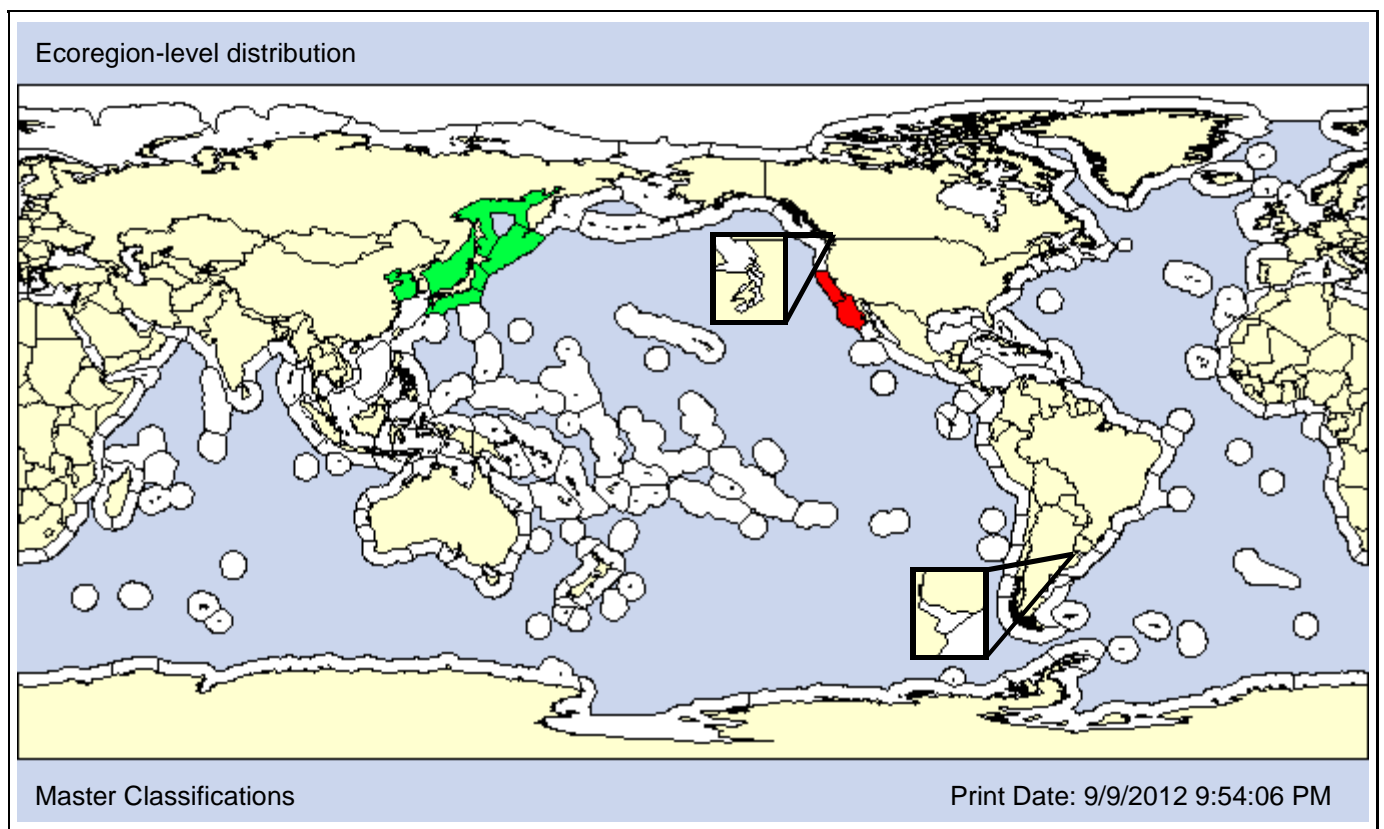 Ecoregion-level distribution
Master Classifications
Print Date: 9/9/2012 9:54:06 PM